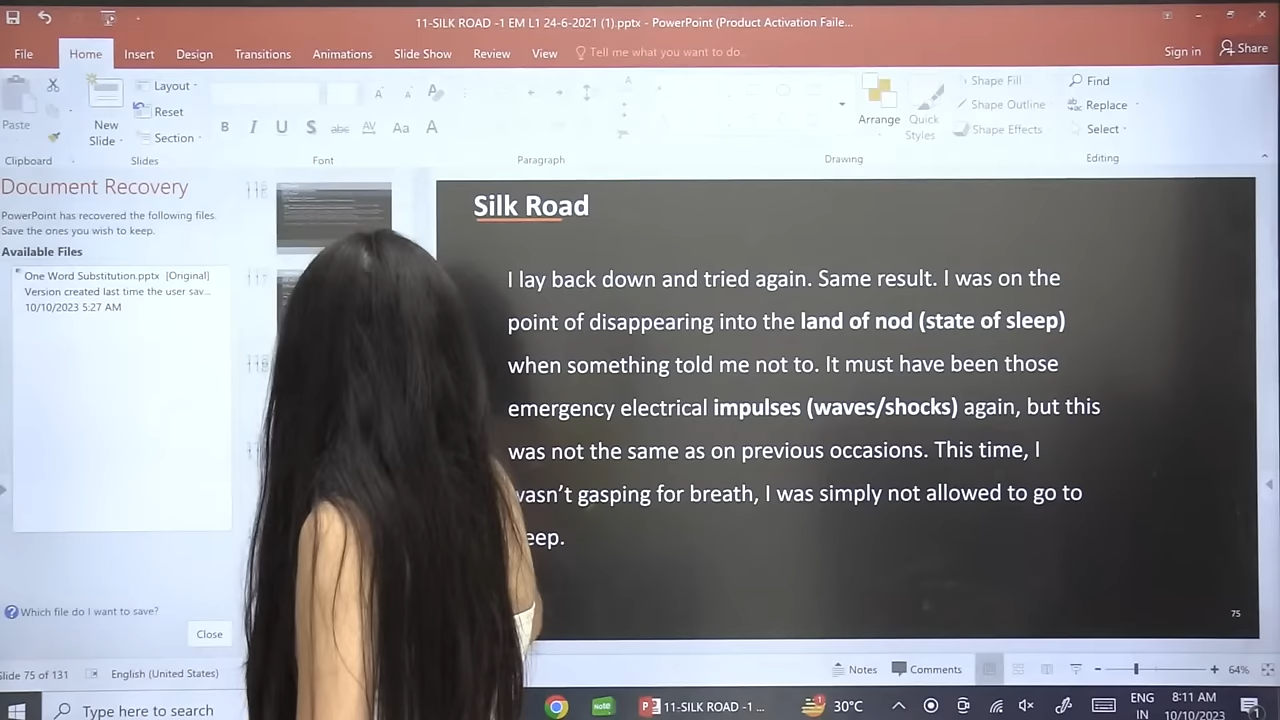 11-SILK ROAD -1 EM L1 24-6-2021 (1).pptx - PowerPoint (Product Activation Faile...
File Home Insert Design Transitions Animations Slide Show Review View Tell me what you want to do... Sign in Share
Paste
Clipboard
New Slide
Layout
Reset
Section
Slides
B I U S abc AV Aa A
Font
Paragraph
Arrange
Quick Styles
Shape Fill
Shape Outline
Shape Effects
Drawing
Find
Replace
Select
Editing
Document Recovery
PowerPoint has recovered the following files.
Save the ones you wish to keep.
Available Files
One Word Substitution.pptx [Original]
Version created last time the user sav...
10/10/2023 5:27 AM
Which file do I want to save?
Close
Silk Road
I lay back down and tried again. Same result. I was on the
point of disappearing into the land of nod (state of sleep)
when something told me not to. It must have been those
emergency electrical impulses (waves/shocks) again, but this
was not the same as on previous occasions. This time, I
wasn't gasping for breath, I was simply not allowed to go to
eep.
75
Slide 75 of 131 English (United States) Notes Comments 64%
Type here to search
Note
11-SILK ROAD -1 ...
1
30°C
ENG
IN
8:11 AM
10/10/2023
1